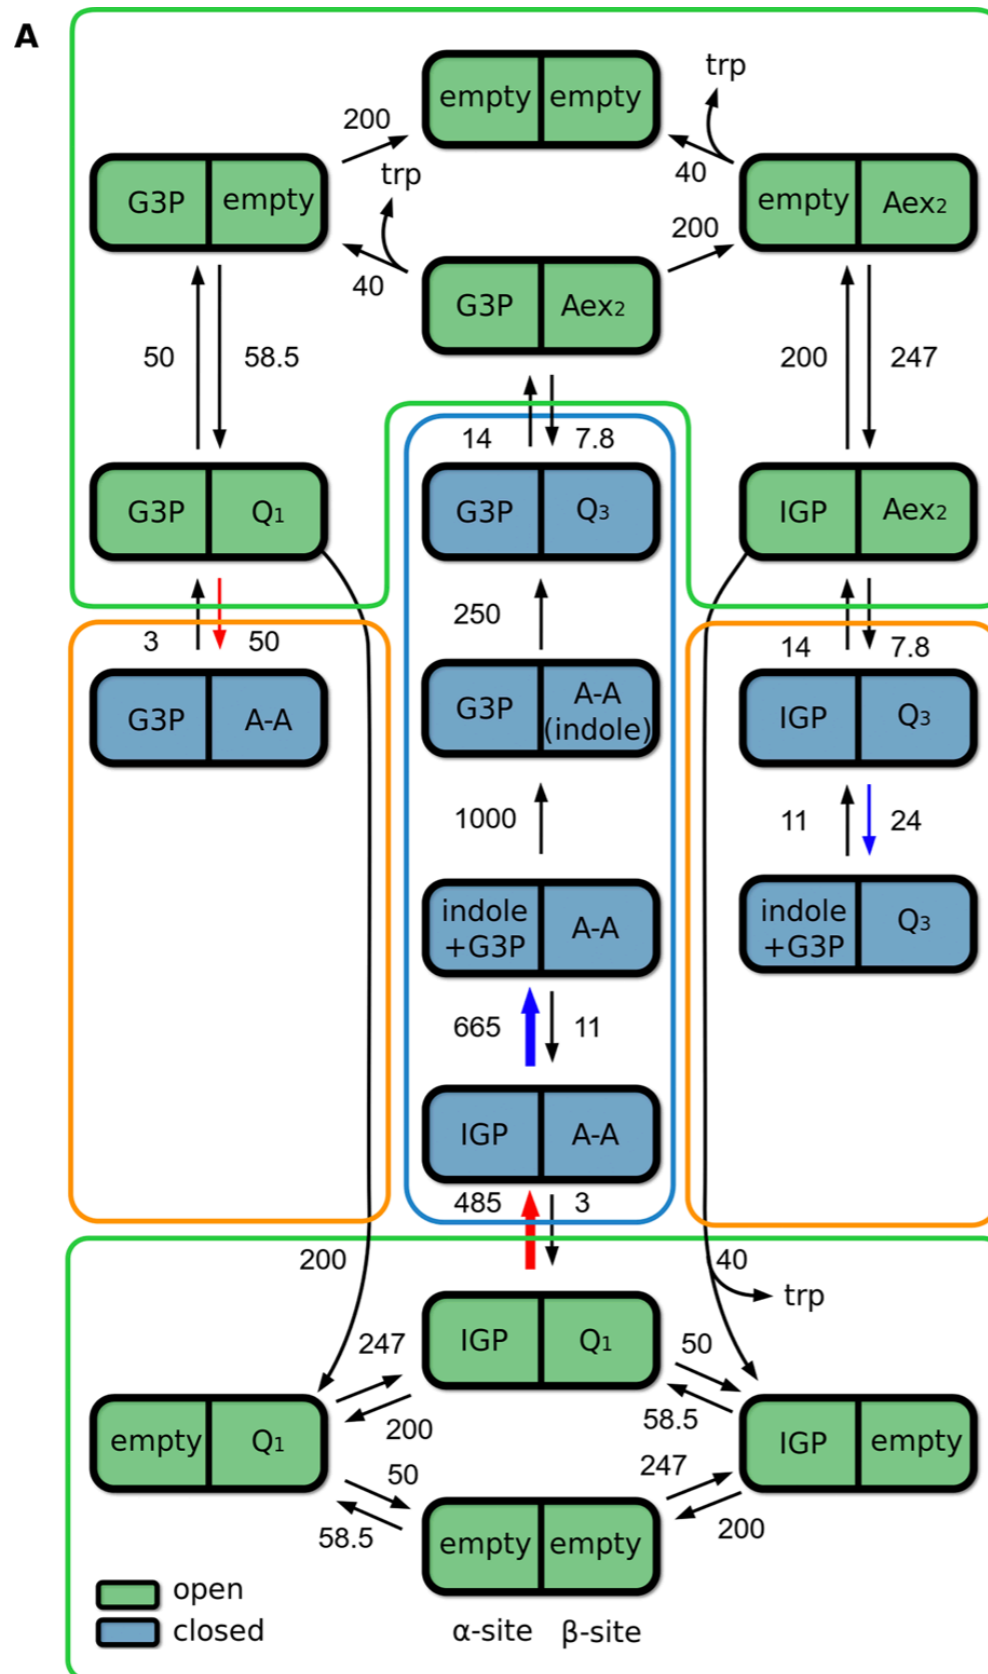 A
empty empty
trp
200
trp
40
G3P empty
empty Aex2
200
40
G3P Aex2
50 58.5
200 247
14 7.8
G3P Q1
G3P Q3
IGP Aex2
250
3 50
14 7.8
G3P A-A
G3P A-A
(indole)
IGP Q3
1000
11 24
indole
+G3P A-A
indole
+G3P Q3
665 11
IGP A-A
485 3
200
40
trp
IGP Q1
247
50
200
58.5
empty Q1
IGP empty
50
247
58.5
200
empty empty
open
closed
α-site β-site